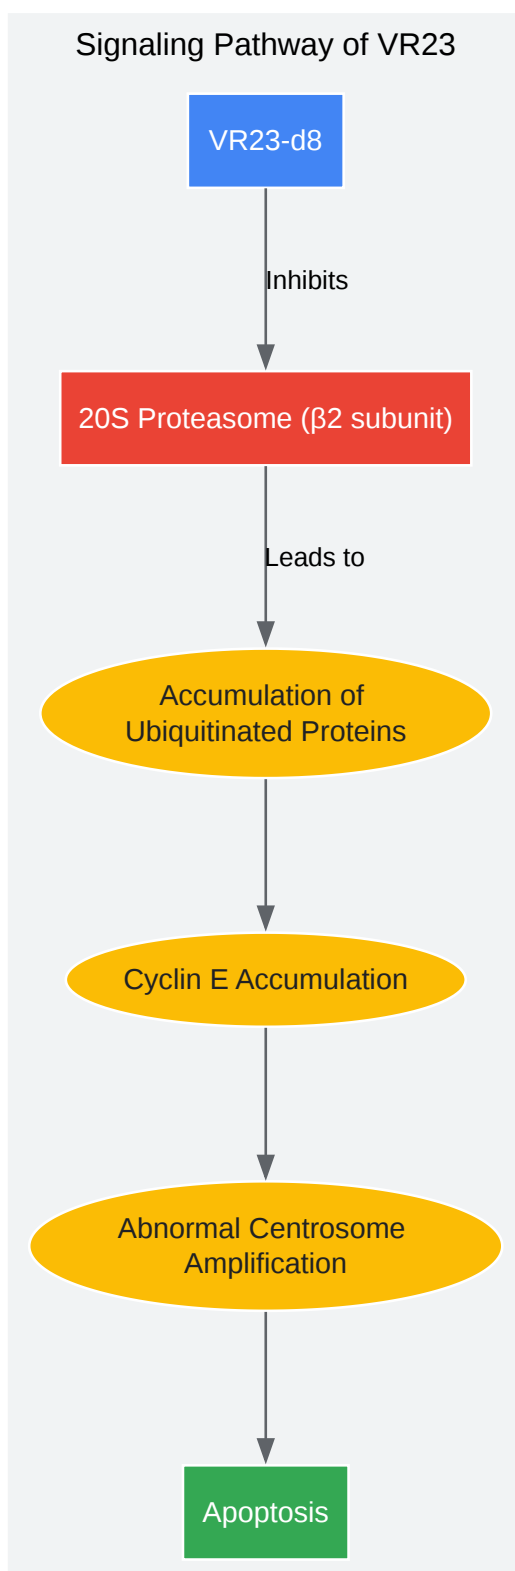 Signaling Pathway of VR23
VR23-d8
Inhibits
20S Proteasome (β2 subunit)
Leads to
Accumulation of
Ubiquitinated Proteins
Cyclin E Accumulation
Abnormal Centrosome
Amplification
Apoptosis